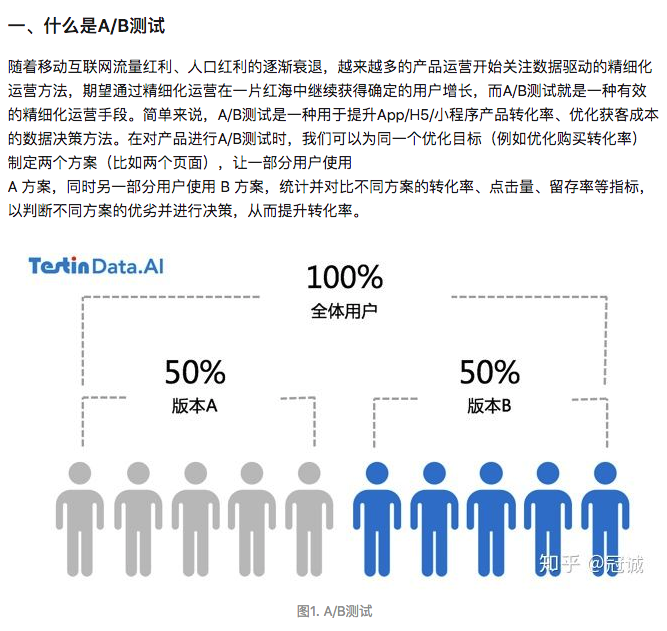 一、什么是A/B测试
随着移动互联网流量红利、人口红利的逐渐衰退，越来越多的产品运营开始关注数据驱动的精细化
运营方法，期望通过精细化运营在一片红海中继续获得确定的用户增长，而A/B测试就是一种有效
的精细化运营手段。简单来说，A/B测试是一种用于提升App/H5/小程序产品转化率、优化获客成本
的数据决策方法。在对产品进行A/B测试时，我们可以为同一个优化目标（例如优化购买转化率）
制定两个方案（比如两个页面），让一部分用户使用
A 方案，同时另一部分用户使用 B 方案，统计并对比不同方案的转化率、点击量、留存率等指标，
以判断不同方案的优劣并进行决策，从而提升转化率。
Testin Data.AI
100%
全体用户
50%
版本A
50%
版本B
知乎 @冠诚
图1. A/B测试